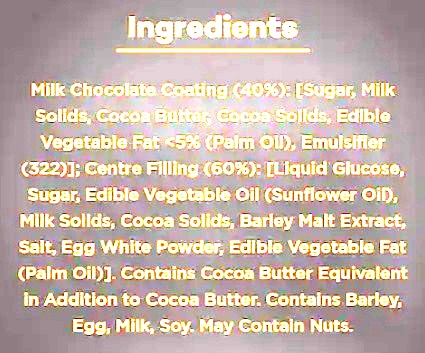 Ingredients
Milk Chocolate Coating (40%): [Sugar, Milk
Solids, Cocoa Butter, Cocoa Solids, Edible
Vegetable Fat <5% (Palm Oil), Emulsifier
(322)]; Centre Filling (60%): [Liquid Glucose,
Sugar, Edible Vegetable Oil (Sunflower Oil),
Milk Solids, Cocoa Solids, Barley Malt Extract,
Salt, Egg White Powder, Edible Vegetable Fat
(Palm Oil)]. Contains Cocoa Butter Equivalent
in Addition to Cocoa Butter. Contains Barley,
Egg, Milk, Soy. May Contain Nuts.